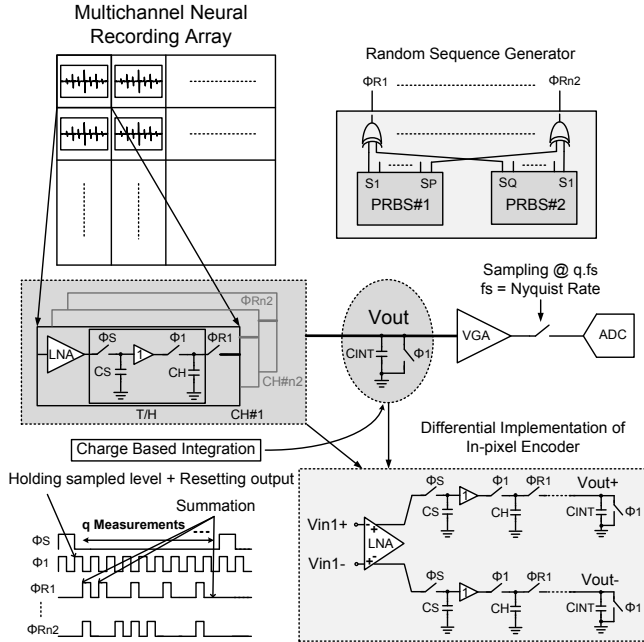 Multichannel Neural
Recording Array
Random Sequence Generator
ΦR1
ΦRn2
S1
SP
SQ
S1
PRBS#1
PRBS#2
Sampling @ q.fs
fs = Nyquist Rate
ΦRn2
Vout
LNA
ΦS
1
Φ1
ΦR1
CS
CH
CINT
Φ1
VGA
ADC
T/H
CH#1
CH#n2
Charge Based Integration
Differential Implementation of
In-pixel Encoder
Holding sampled level + Resetting output
Summation
q Measurements
ΦS
Φ1
ΦR1
ΦRn2
Vin1+
Vin1-
- +
+ -
LNA
ΦS
1
Φ1
ΦR1
Vout+
CS
CH
CINT
Φ1
ΦS
1
Φ1
ΦR1
Vout-
CS
CH
CINT
Φ1